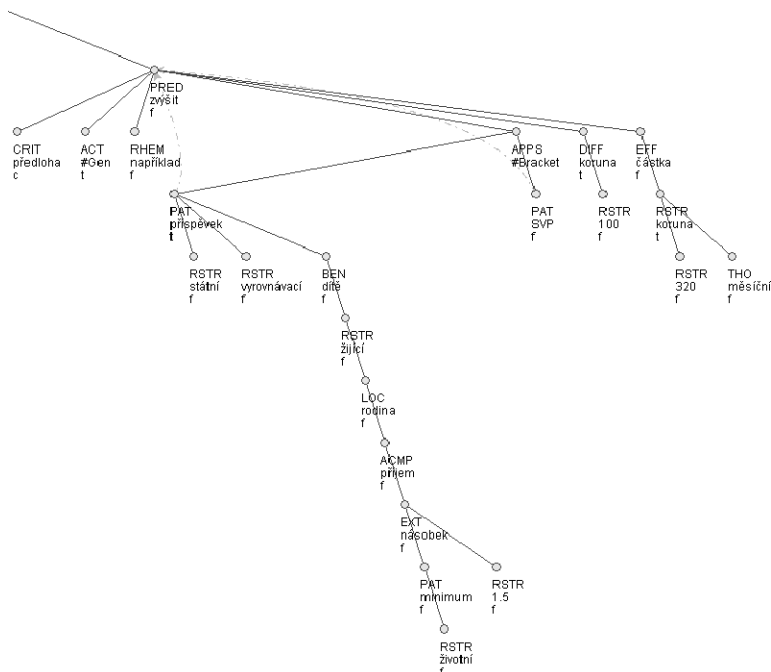 PRED
zvýšit
f
CRIT
předloha
c
ACT
#Gen
t
RHEM
například
f
APPS
#Bracket
DIFF
koruna
t
EFF
částka
f
PAT
příspěvek
t
PAT
SVP
f
RSTR
100
f
RSTR
koruna
t
RSTR
státní
f
RSTR
vyrovnávací
f
BEN
dítě
f
RSTR
320
f
THO
měsíční
f
RSTR
žijící
f
LOC
rodina
f
ACMP
příjem
f
EXT
násobek
f
PAT
minimum
f
RSTR
1.5
f
RSTR
životní
f